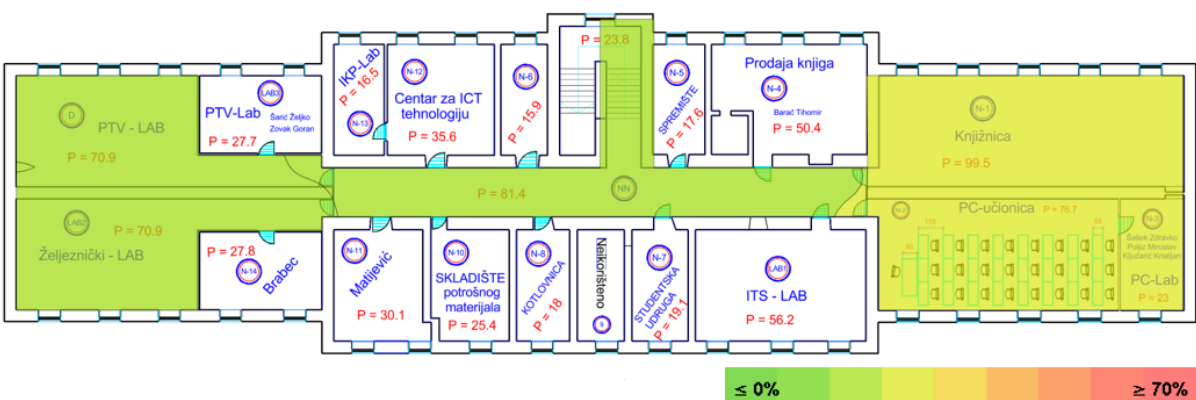 P = 23.8
IKP-Lab
P = 16.5
N-13
N-12
Centar za ICT
tehnologiju
P = 35.6
N-6
P = 15.9
N-5
SPREMIŠTE
P = 17.6
Prodaja knjiga
N-4
Barać Tihomir
P = 50.4
D
PTV - LAB
P = 70.9
LAB3
PTV-Lab
Šarić Željko
Zovak Goran
P = 27.7
N-1
Knjižnica
P = 99.5
P = 81.4
NN
LAB2
P = 70.9
Željeznički - LAB
P = 27.8
N-14
Brabec
N-11
Matijević
P = 30.1
N-10
SKLADIŠTE
potrošnog
materijala
P = 25.4
N-8
KOTLOVNICA
P = 18
Neikorišteno
9
N-7
STUDENTSKA
UDRUGA
P = 19.1
LAB1
ITS - LAB
P = 56.2
N-2
PC-učionica
P = 76.7
135
85
80
N-3
Šašek Zdravko
Puljiz Miroslav
Ključarić Kristijan
PC-Lab
P = 23
≤ 0%
≥ 70%